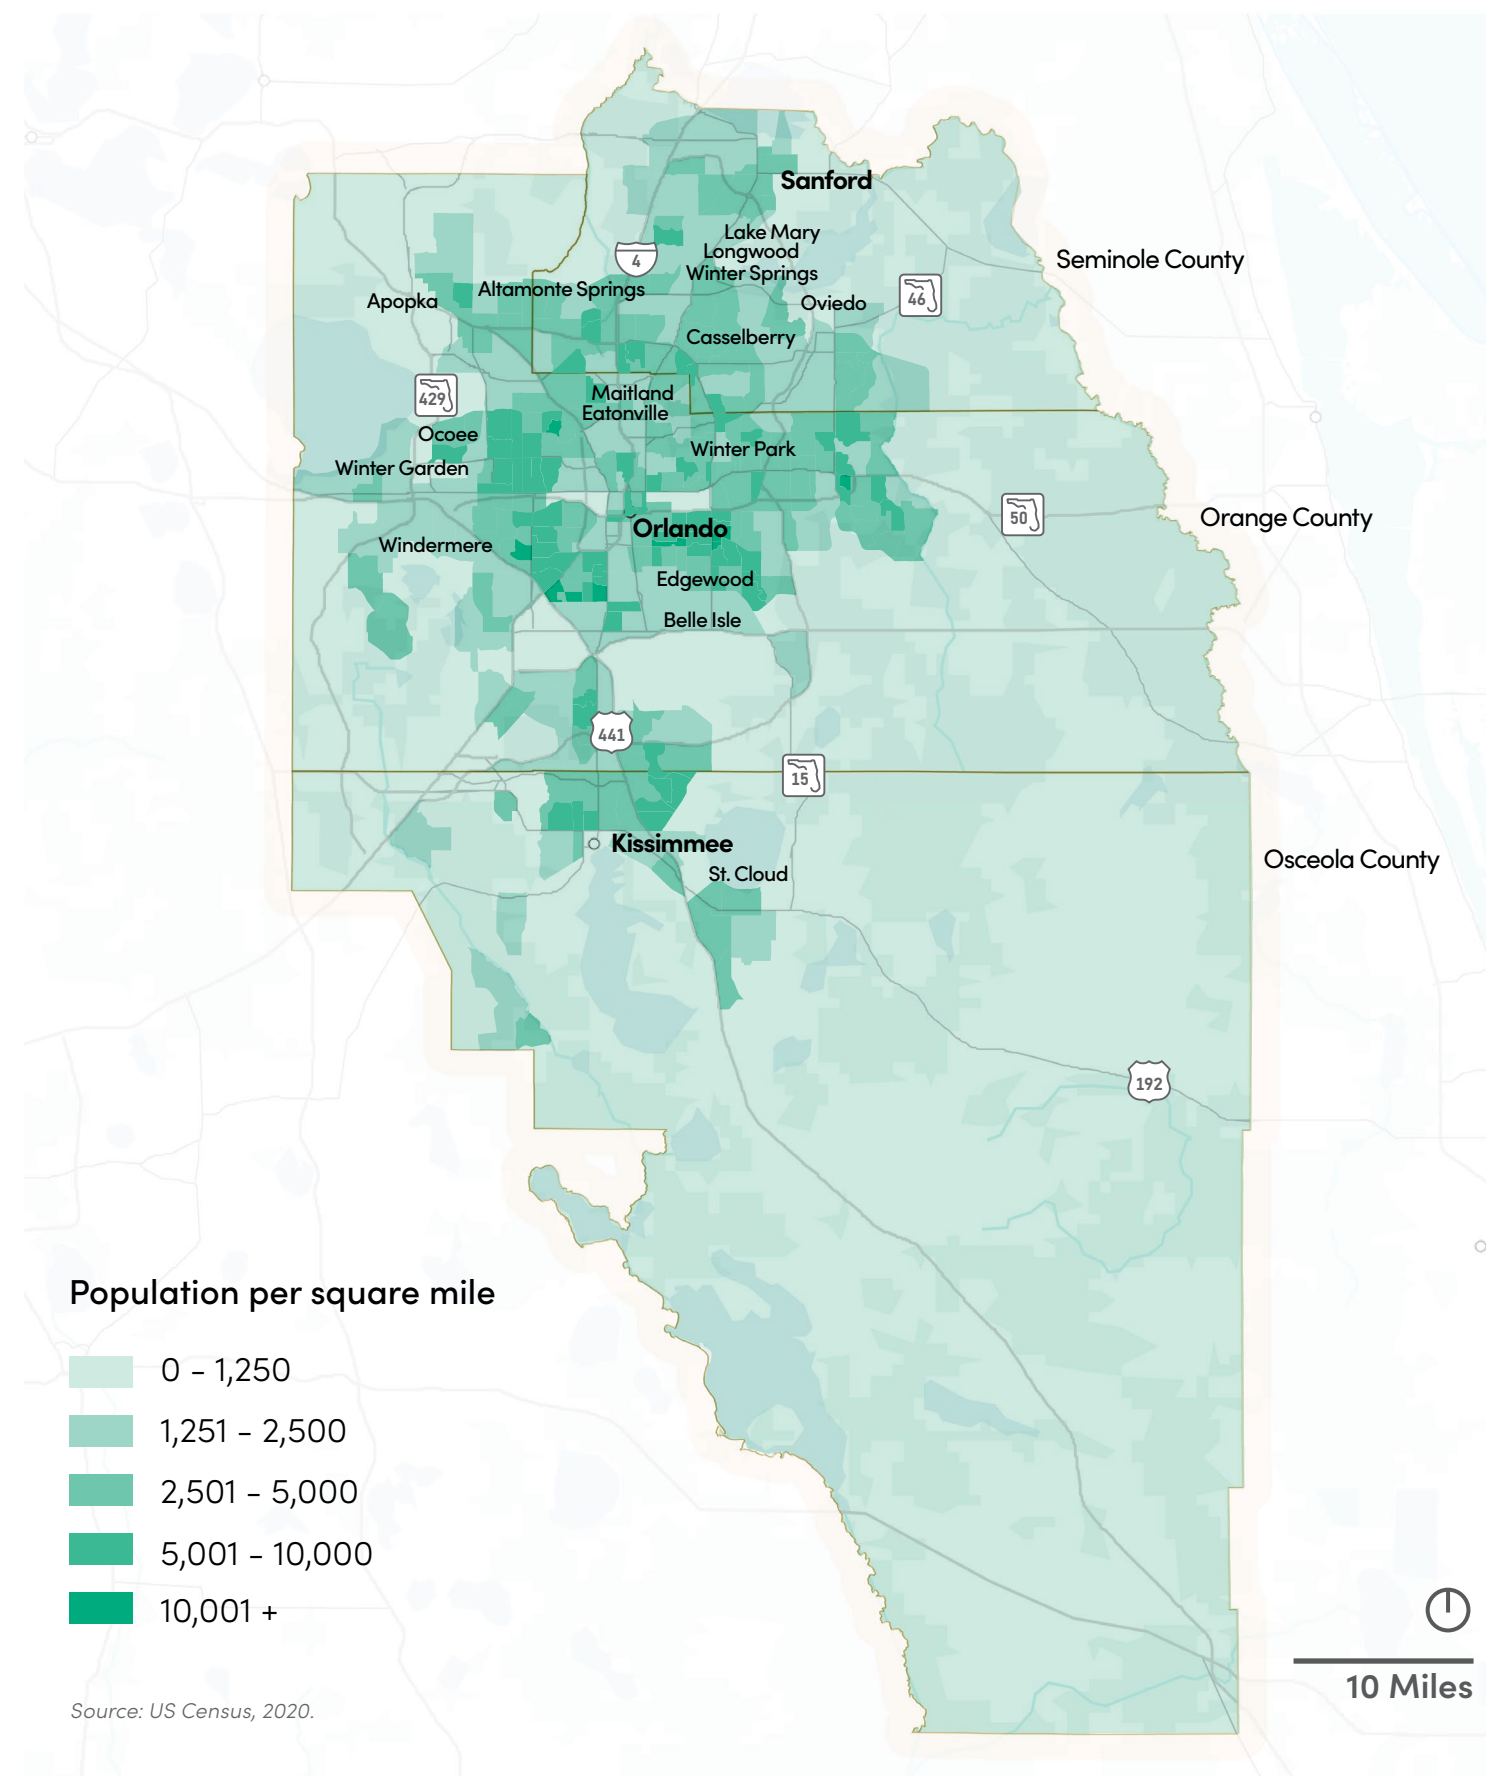 Sanford
Lake Mary
Longwood
Winter Springs
4
Seminole County
Altamonte Springs
Apopka
Oviedo
46
Casselberry
429
Maitland
Eatonville
Ocoee
Winter Park
Winter Garden
50
Orange County
Orlando
Windermere
Edgewood
Belle Isle
441
15
Kissimmee
St. Cloud
Osceola County
192
Population per square mile
0 - 1,250
1,251 - 2,500
2,501 - 5,000
5,001 - 10,000
10,001 +
10 Miles
Source: US Census, 2020.